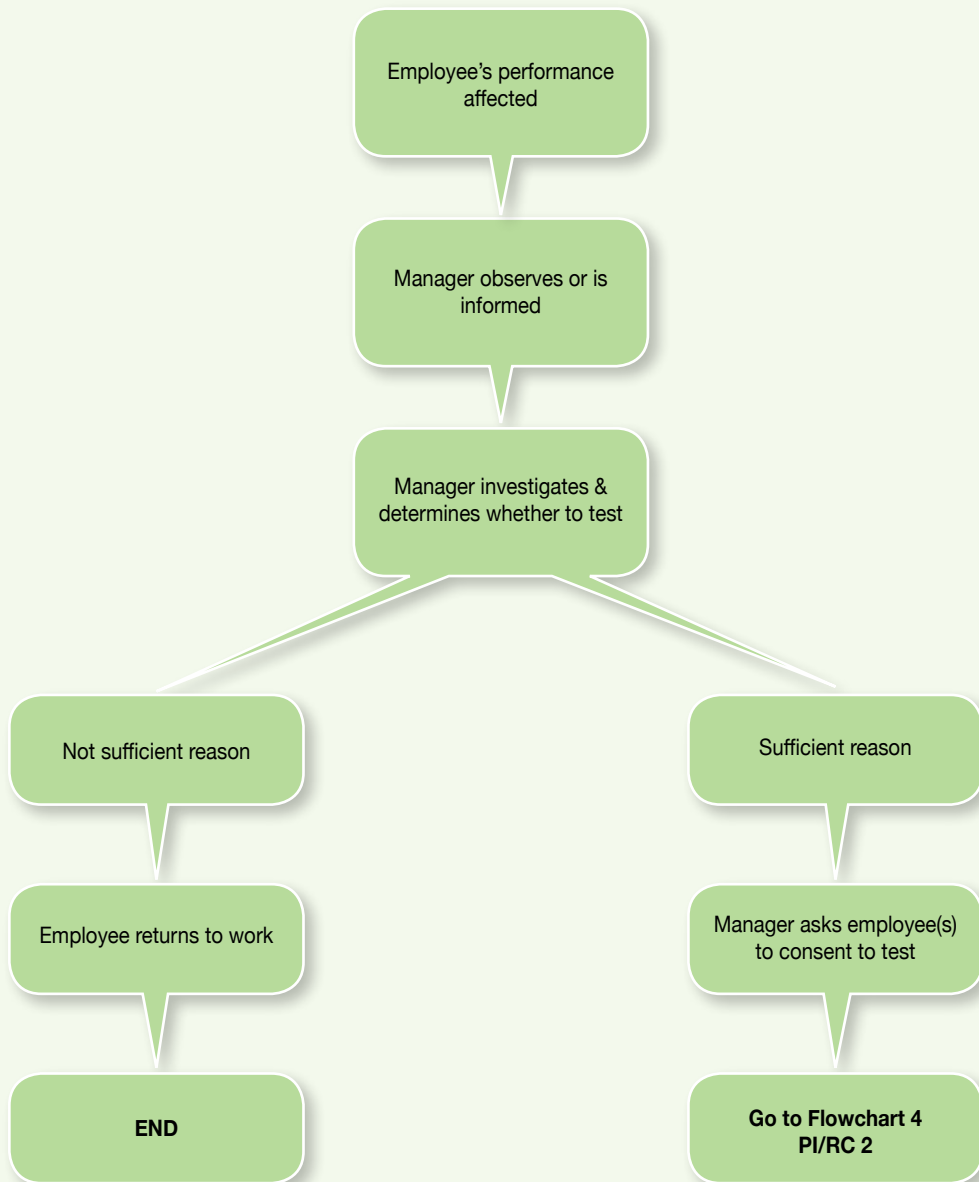 Employee’s performance
affected
Manager observes or is
informed
Manager investigates &
determines whether to test
Not sufficient reason
Sufficient reason
Employee returns to work
Manager asks employee(s)
to consent to test
END
Go to Flowchart 4
PI/RC 2